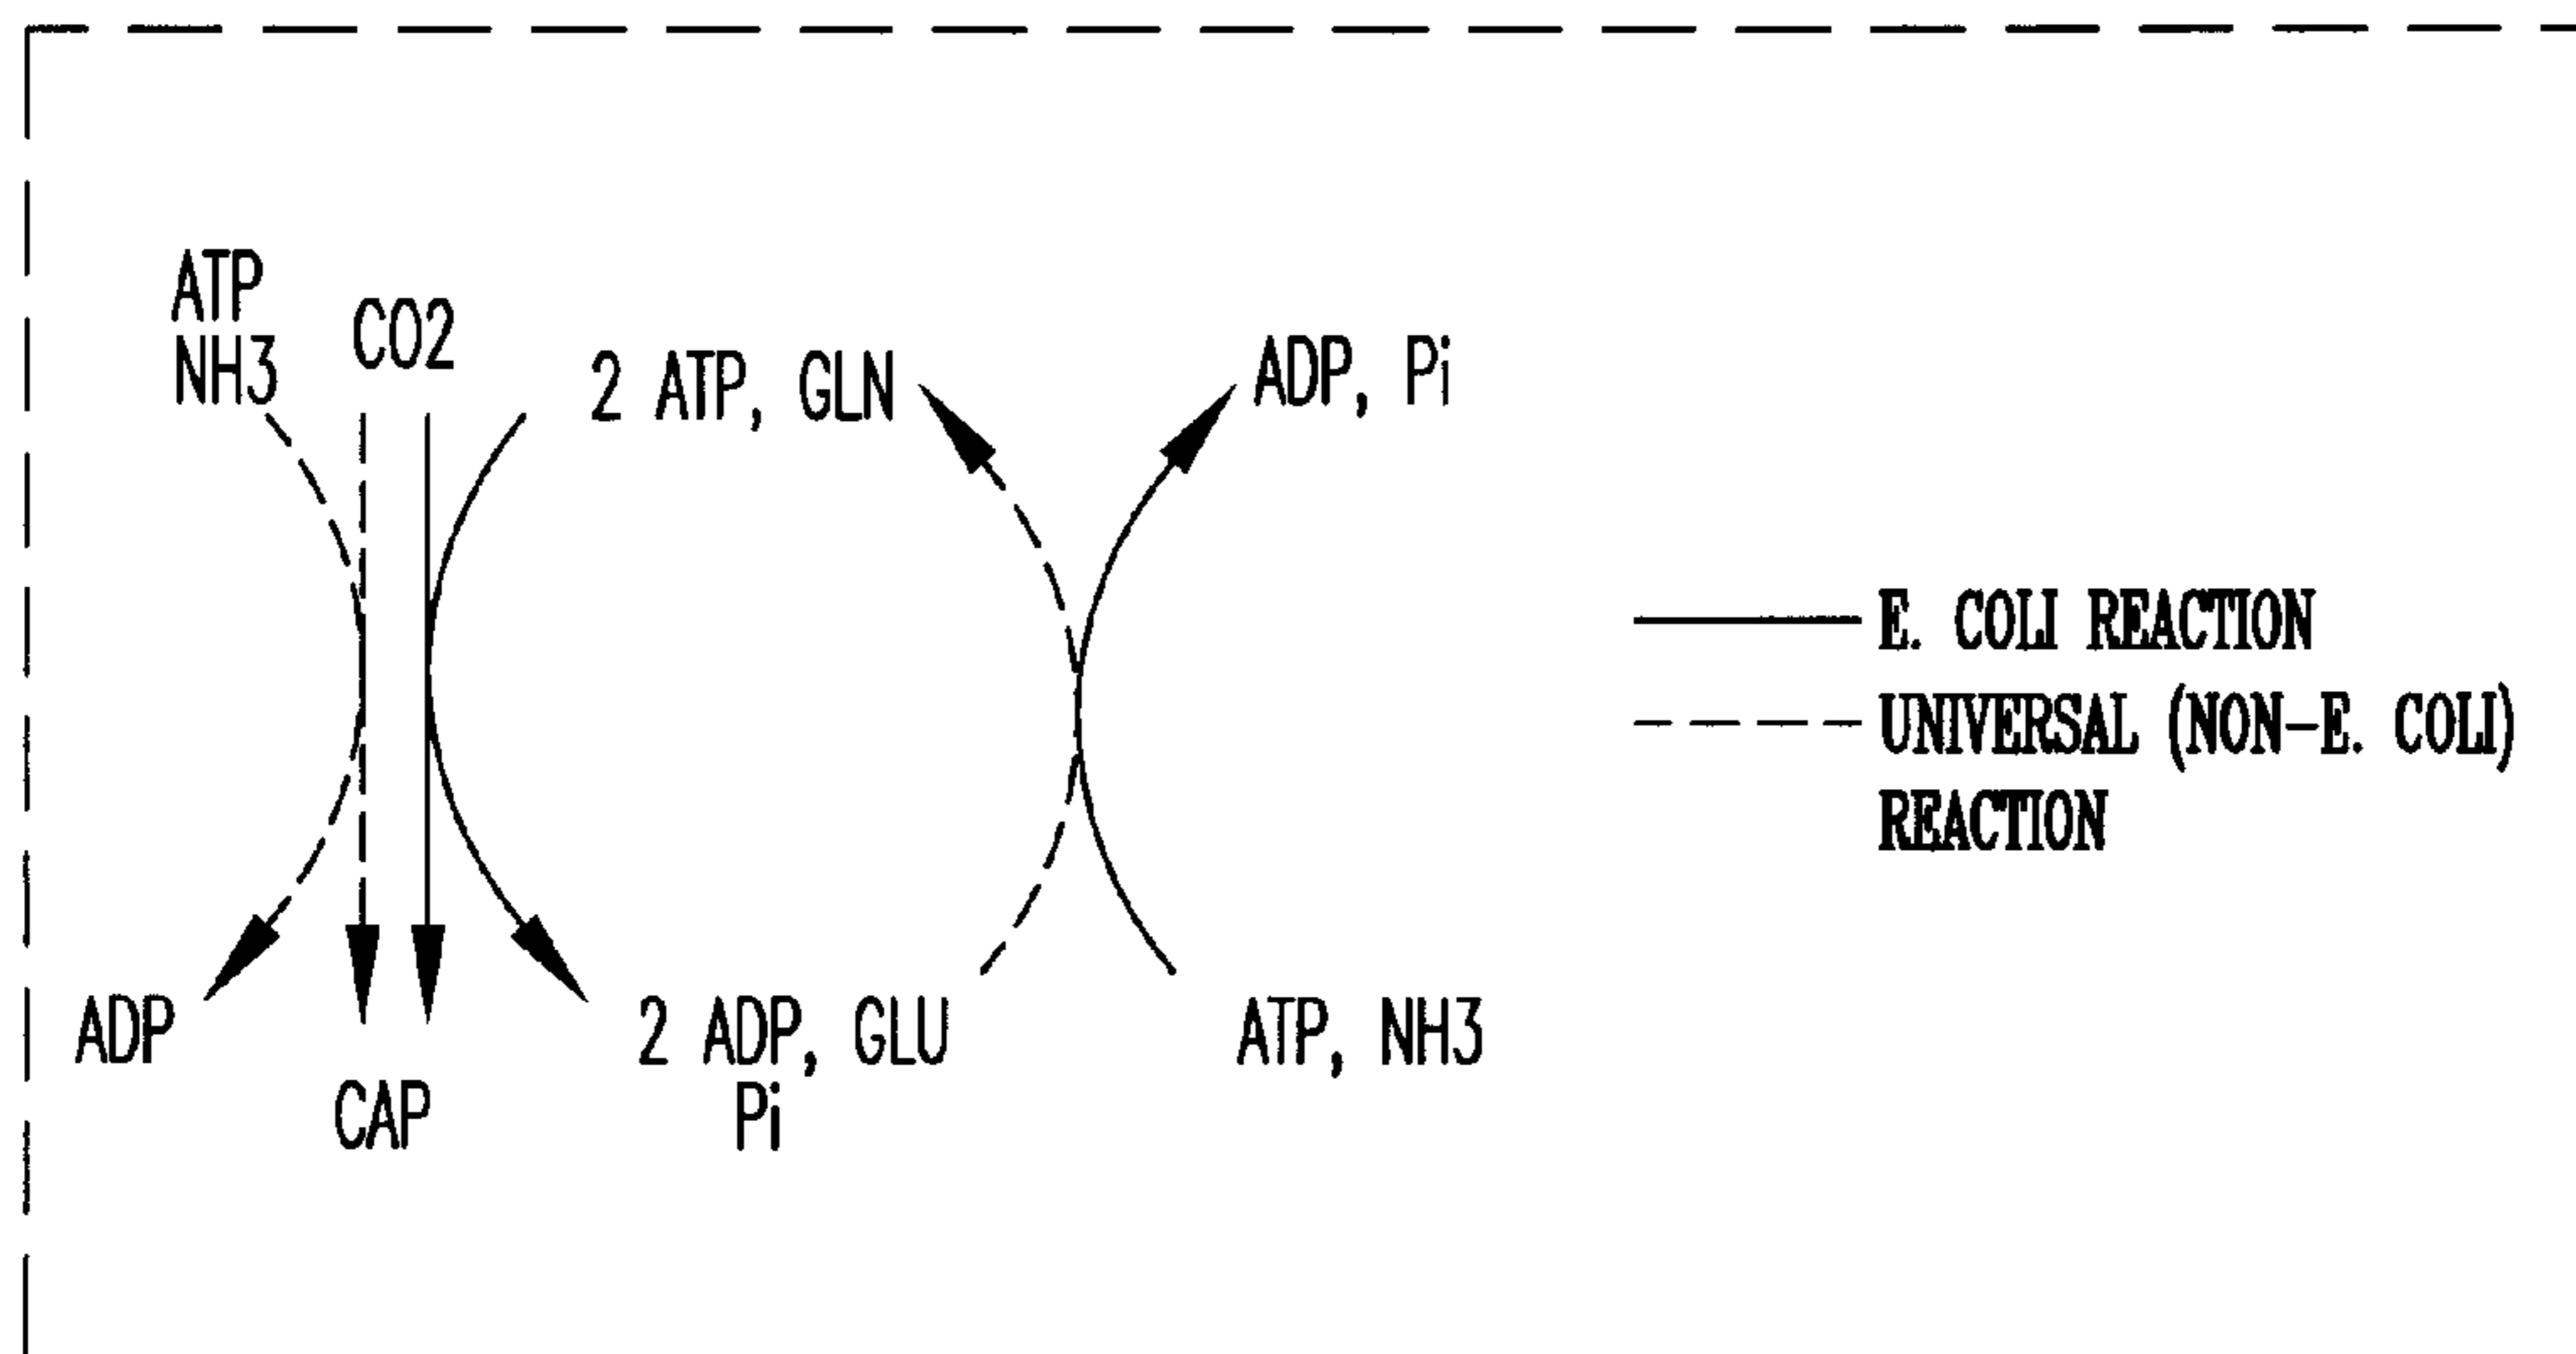 ATP
NH3
CO2
2 ATP, GLN
ADP, Pi
E. COLI REACTION
UNIVERSAL (NON-E. COLI)
REACTION
ADP
CAP
2 ADP, GLU
Pi
ATP, NH3